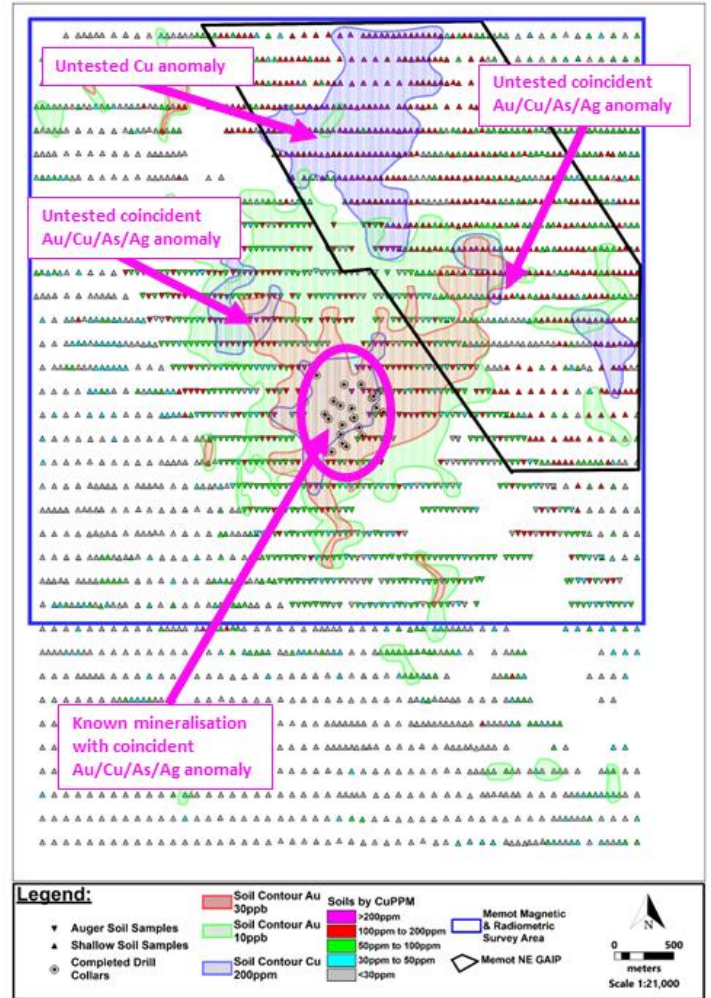 Untested Cu anomaly
Untested coincident
Au/Cu/As/Ag anomaly
Untested coincident
Au/Cu/As/Ag anomaly
Known mineralisation
with coincident
Au/Cu/As/Ag anomaly
Legend:
Auger Soil Samples
Shallow Soil Samples
Completed Drill
Collars
Soil Contour Au
30ppb
Soil Contour Au
10ppb
Soil Contour Cu
200ppm
Soils by CuPPM
>200ppm
100ppm to 200ppm
50ppm to 100ppm
30ppm to 50ppm
<30ppm
Memot Magnetic
& Radiometric
Survey Area
Memot NE GAIP
N
0 500
meters
Scale 1:21,000